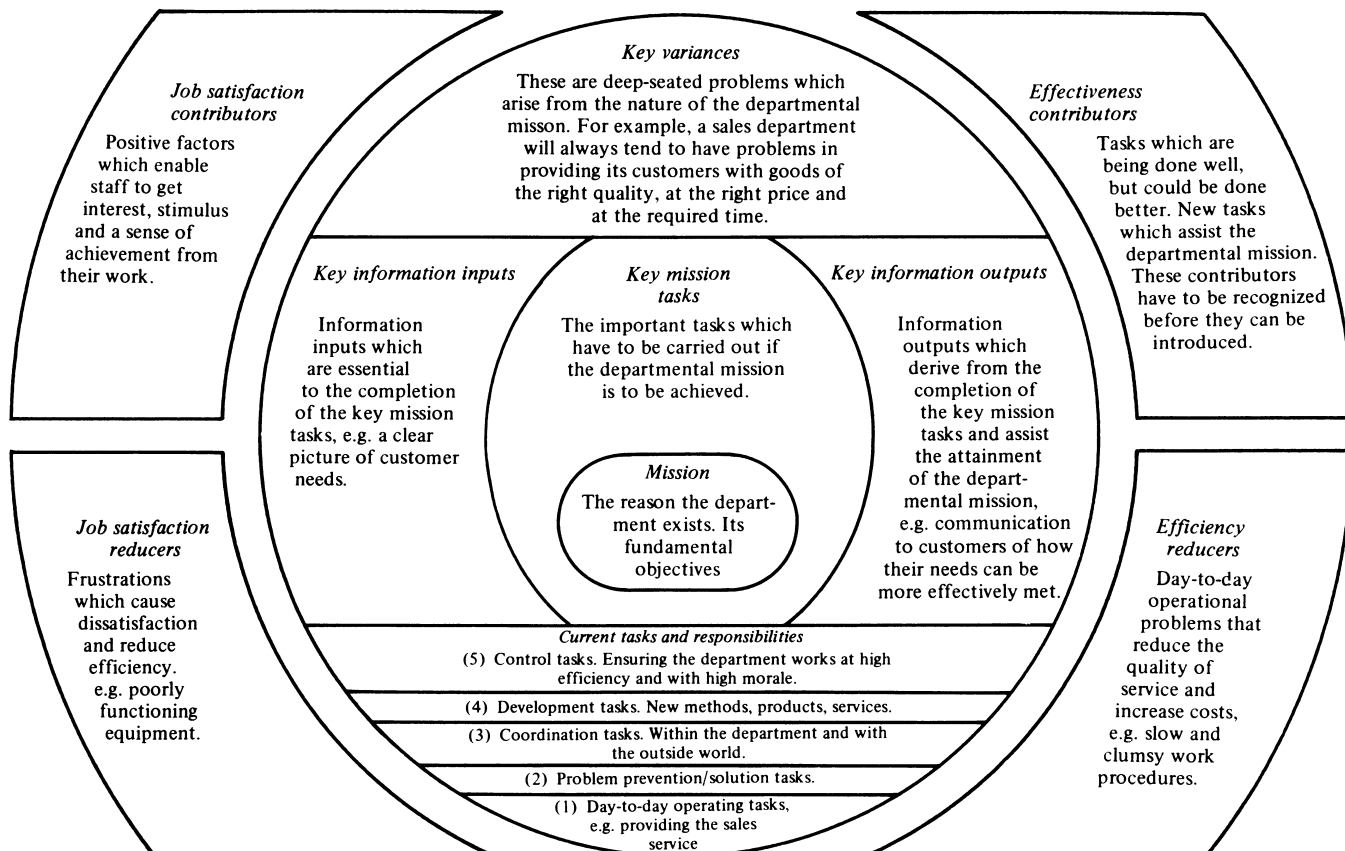 Key variances
These are deep-seated problems which
arise from the nature of the departmental
misson. For example, a sales department
will always tend to have problems in
providing its customers with goods of
the right quality, at the right price and
at the required time.
Job satisfaction
contributors
Positive factors
which enable
staff to get
interest, stimulus
and a sense of
achievement from
their work.
Effectiveness
contributors
Tasks which are
being done well,
but could be done
better. New tasks
which assist the
departmental mission.
These contributors
have to be recognized
before they can be
introduced.
Key information inputs
Information
inputs which
are essential
to the completion
of the key mission
tasks, e.g. a clear
picture of customer
needs.
Key mission
tasks
The important tasks which
have to be carried out if
the departmental mission
is to be achieved.
Mission
The reason the depart-
ment exists. Its
fundamental
objectives
Key information outputs
Information
outputs which
derive from the
completion of
the key mission
tasks and assist
the attainment
of the depart-
mental mission,
e.g. communication
to customers of how
their needs can be
more effectively met.
Job satisfaction
reducers
Frustrations
which cause
dissatisfaction
and reduce
efficiency.
e.g. poorly
functioning
equipment.
Efficiency
reducers
Day-to-day
operational
problems that
reduce the
quality of
service and
increase costs,
e.g. slow and
clumsy work
procedures.
Current tasks and responsibilities
(5) Control tasks. Ensuring the department works at high
efficiency and with high morale.
(4) Development tasks. New methods, products, services.
(3) Coordination tasks. Within the department and with
the outside world.
(2) Problem prevention/solution tasks.
(1) Day-to-day operating tasks,
e.g. providing the sales
service